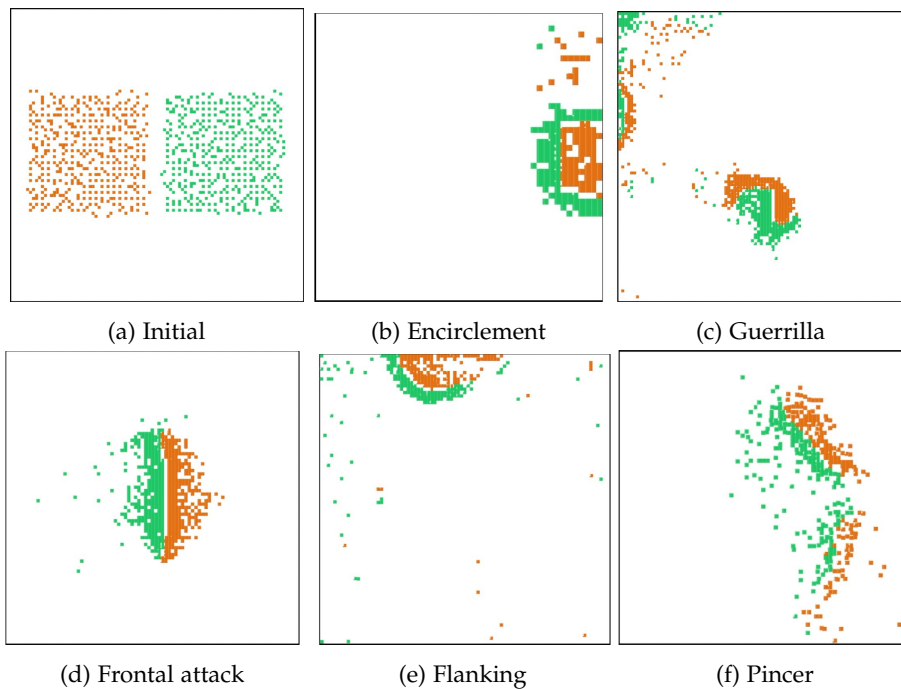 (a) Initial
(b) Encirclement
(c) Guerrilla
(d) Frontal attack
(e) Flanking
(f) Pincer